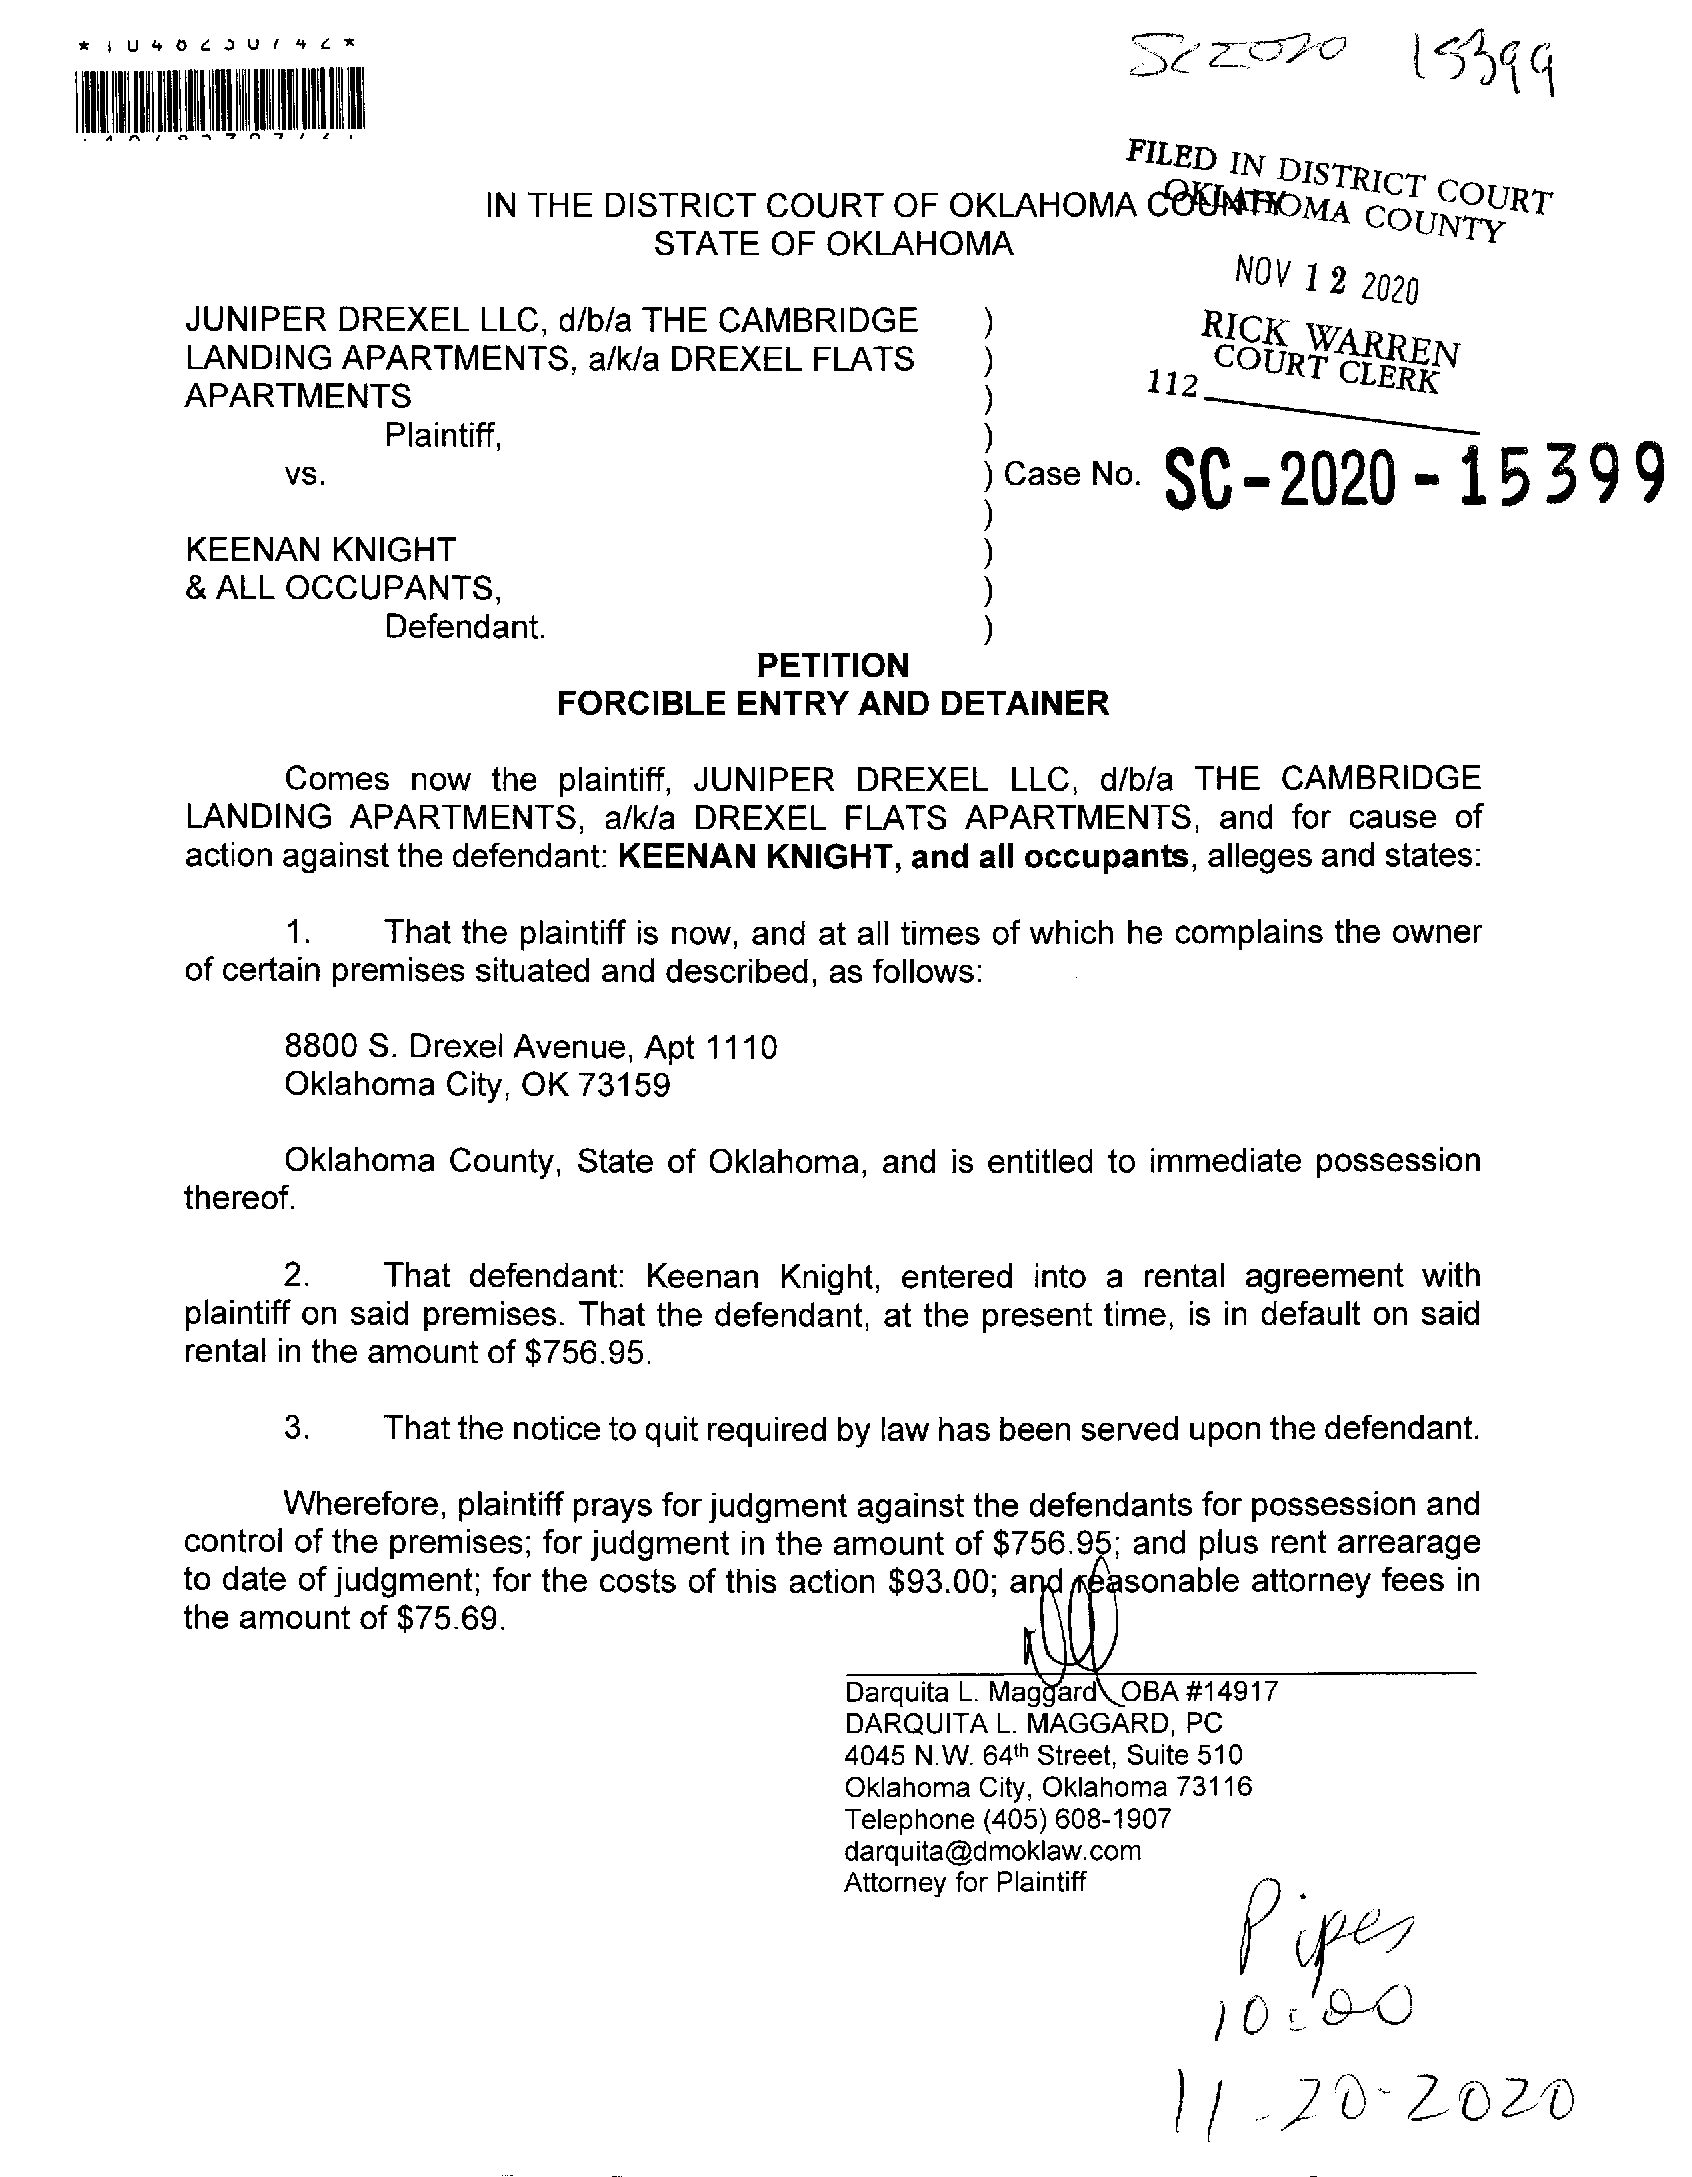 SC2020 15399
FILED IN DISTRICT COURT
OKLAHOMA COUNTY
IN THE DISTRICT COURT OF OKLAHOMA COUNTY
STATE OF OKLAHOMA
NOV 12 2020
RICK WARREN
COURT CLERK
112
JUNIPER DREXEL LLC, d/b/a THE CAMBRIDGE )
LANDING APARTMENTS, a/k/a DREXEL FLATS )
APARTMENTS )
Plaintiff, )
vs. ) Case No. SC-2020-15399
)
KEENAN KNIGHT )
& ALL OCCUPANTS, )
Defendant. )
PETITION
FORCIBLE ENTRY AND DETAINER
Comes now the plaintiff, JUNIPER DREXEL LLC, d/b/a THE CAMBRIDGE
LANDING APARTMENTS, a/k/a DREXEL FLATS APARTMENTS, and for cause of
action against the defendant: KEENAN KNIGHT, and all occupants, alleges and states:
1. That the plaintiff is now, and at all times of which he complains the owner
of certain premises situated and described, as follows:
8800 S. Drexel Avenue, Apt 1110
Oklahoma City, OK 73159
Oklahoma County, State of Oklahoma, and is entitled to immediate possession
thereof.
2. That defendant: Keenan Knight, entered into a rental agreement with
plaintiff on said premises. That the defendant, at the present time, is in default on said
rental in the amount of $756.95.
3. That the notice to quit required by law has been served upon the defendant.
Wherefore, plaintiff prays for judgment against the defendants for possession and
control of the premises; for judgment in the amount of $756.95; and plus rent arrearage
to date of judgment; for the costs of this action $93.00; and reasonable attorney fees in
the amount of $75.69.
Darquita L. Maggard OBA #14917
DARQUITA L. MAGGARD, PC
4045 N.W. 64th Street, Suite 510
Oklahoma City, Oklahoma 73116
Telephone (405) 608-1907
darquita@dmoklaw.com
Attorney for Plaintiff
Pipes
10:00
11-20-2020